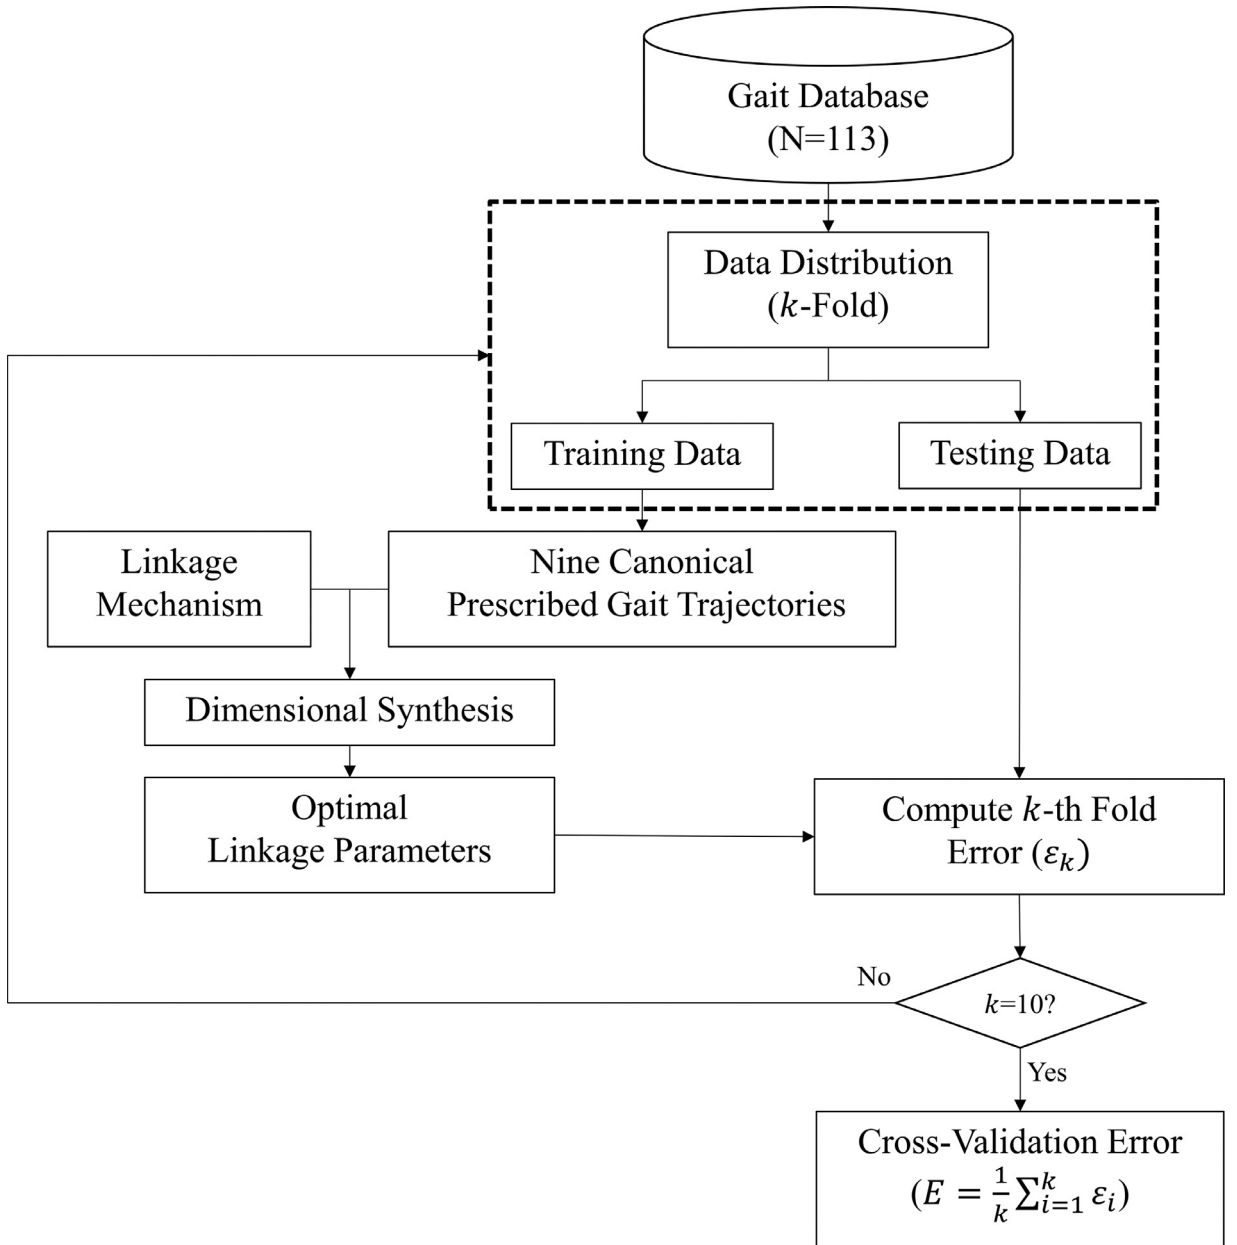 Gait Database
(N=113)
Data Distribution
(k-Fold)
Training Data
Testing Data
Linkage
Mechanism
Nine Canonical
Prescribed Gait Trajectories
Dimensional Synthesis
Optimal
Linkage Parameters
Compute k-th Fold
Error (εₖ)
No
k=10?
Yes
Cross-Validation Error
(E = 1/k ∑ᵢ₌₁ᵏ εᵢ)